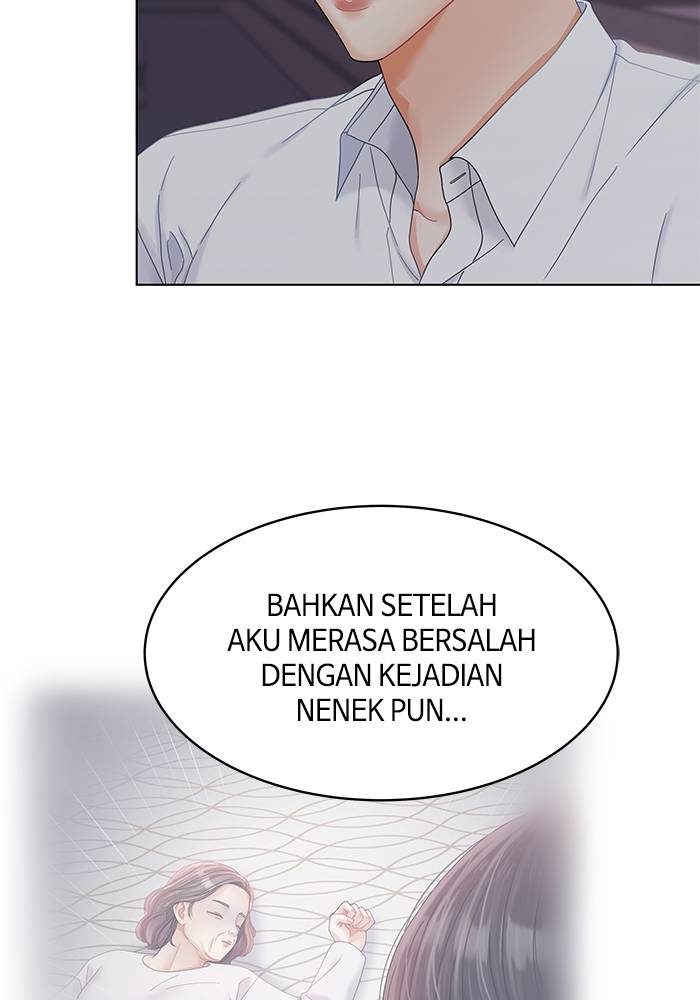 BAHKAN SETELAH
AKU MERASA BERSALAH
DENGAN KEJADIAN
NENEK PUN...